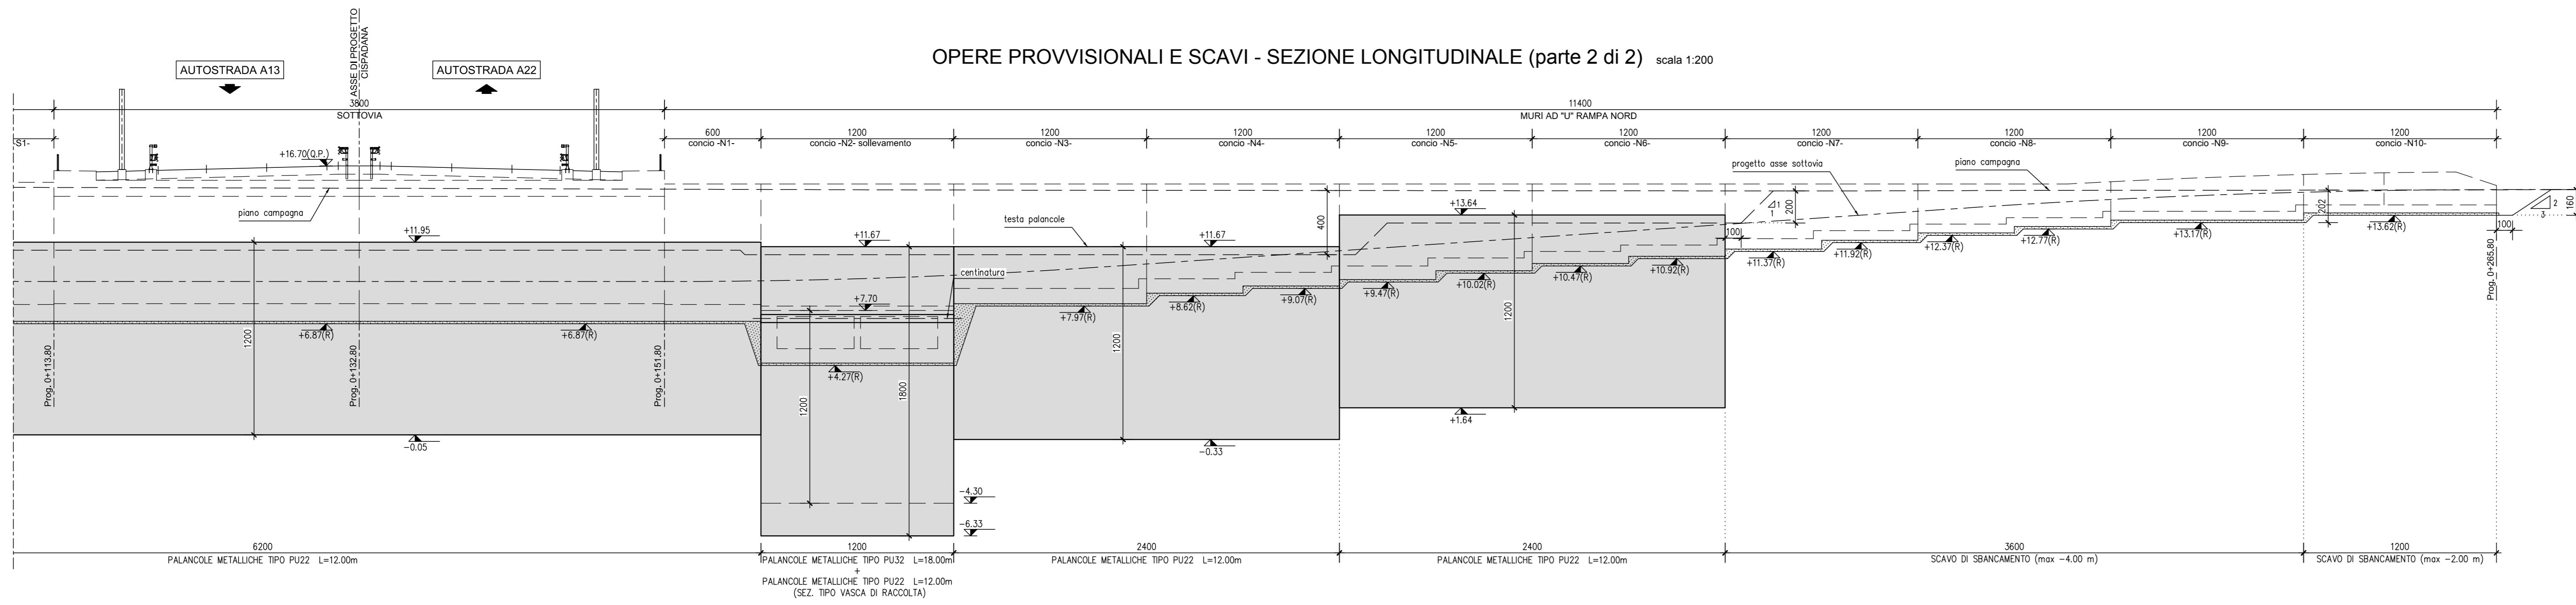 OPERE PROVVISIONALI E SCAVI - SEZIONE LONGITUDINALE (parte 2 di 2) scala 1:200
AUTOSTRADA A13
ASSE DI PROGETTO
CISPADANA
AUTOSTRADA A22
3800
SOTTOVIA
11400
MURI AD "U" RAMPA NORD
-S1-
600
concio -N1-
1200
concio -N2- sollevamento
1200
concio -N3-
1200
concio -N4-
1200
concio -N5-
1200
concio -N6-
1200
concio -N7-
1200
concio -N8-
1200
concio -N9-
1200
concio -N10-
+16.70(Q.P.)
piano campagna
testa palancole
centinatura
progetto asse sottovia
piano campagna
+11.95
+11.67
+11.67
+13.64
400
200
1
1
202
160
2
3
100
100
+7.70
+6.87(R)
+6.87(R)
+4.27(R)
+7.97(R)
+8.62(R)
+9.07(R)
+9.47(R)
+10.02(R)
+10.47(R)
+10.92(R)
+11.37(R)
+11.92(R)
+12.37(R)
+12.77(R)
+13.17(R)
+13.62(R)
1200
1200
1800
1200
1200
Prog. 0+113.80
Prog. 0+132.80
Prog. 0+151.80
Prog. 0+265.80
-0.05
-4.30
-6.33
-0.33
+1.64
6200
PALANCOLE METALLICHE TIPO PU22 L=12.00m
1200
PALANCOLE METALLICHE TIPO PU32 L=18.00m
+
PALANCOLE METALLICHE TIPO PU22 L=12.00m
(SEZ. TIPO VASCA DI RACCOLTA)
2400
PALANCOLE METALLICHE TIPO PU22 L=12.00m
2400
PALANCOLE METALLICHE TIPO PU22 L=12.00m
3600
SCAVO DI SBANCAMENTO (max -4.00 m)
1200
SCAVO DI SBANCAMENTO (max -2.00 m)